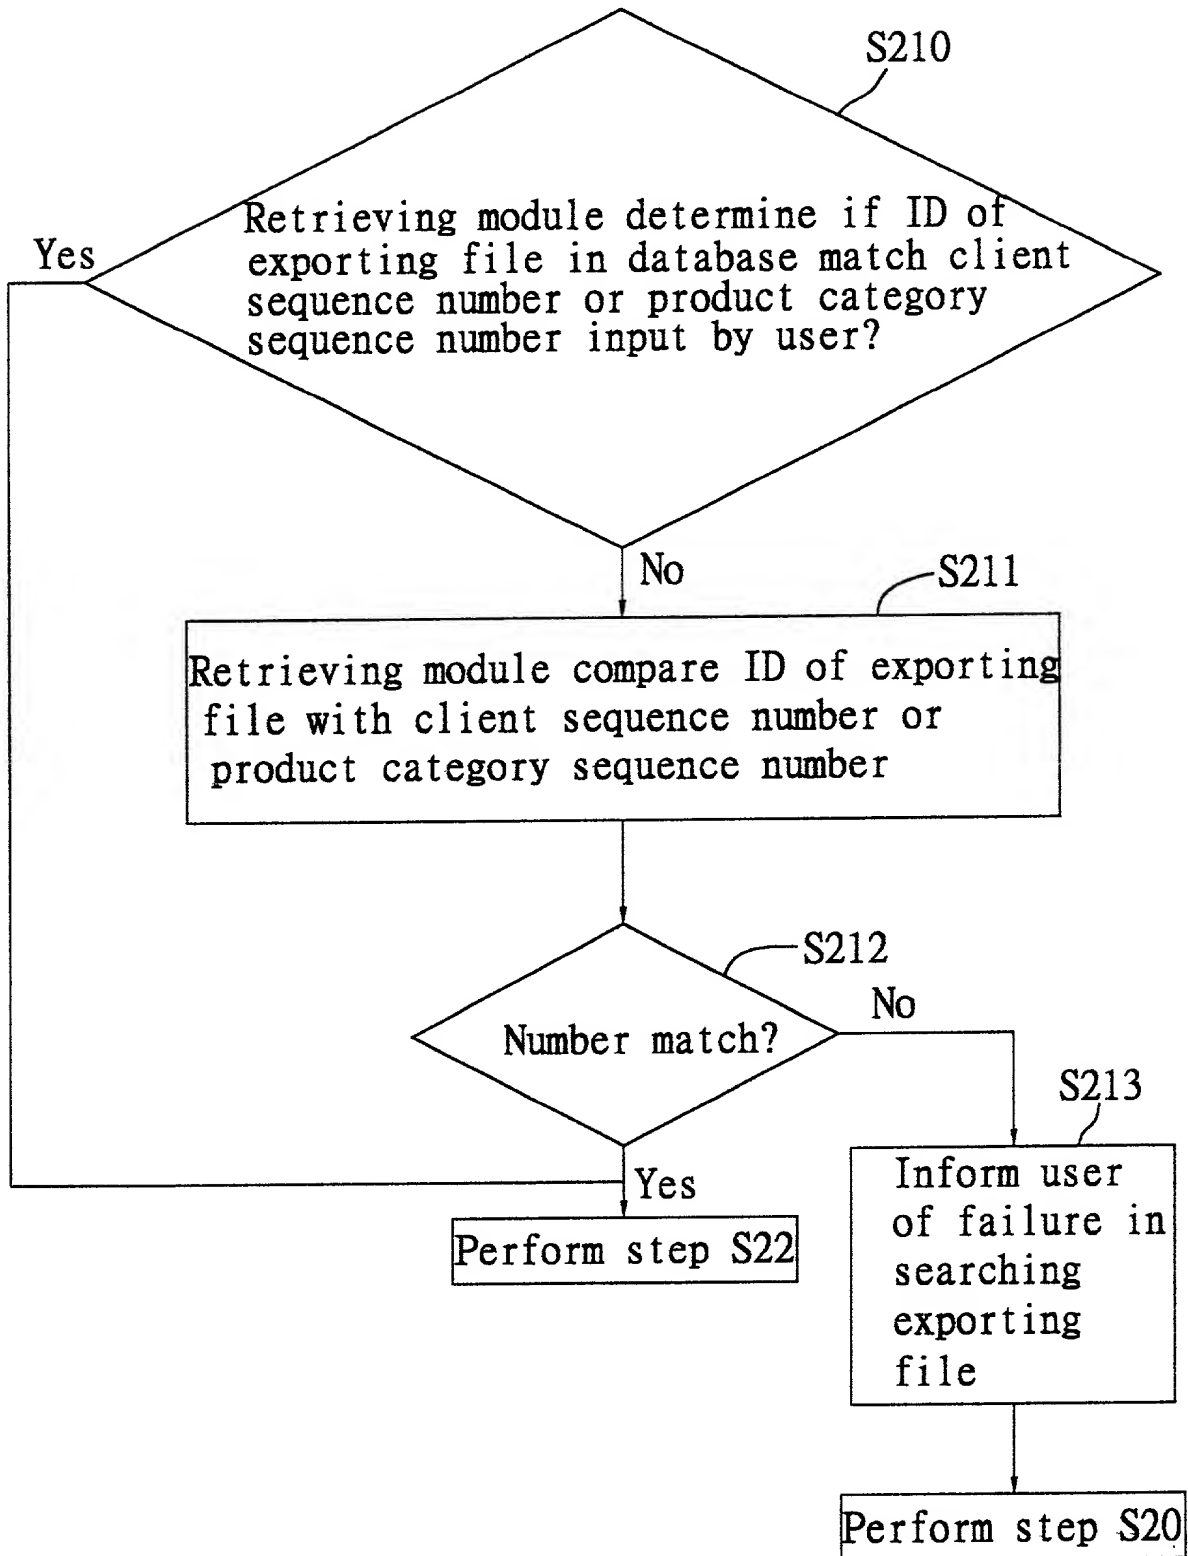 S210
Retrieving module determine if ID of
exporting file in database match client
sequence number or product category
sequence number input by user?
Yes
No
S211
Retrieving module compare ID of exporting
file with client sequence number or
product category sequence number
S212
Number match?
No
S213
Yes
Inform user
of failure in
searching
exporting
file
Perform step S22
Perform step S20